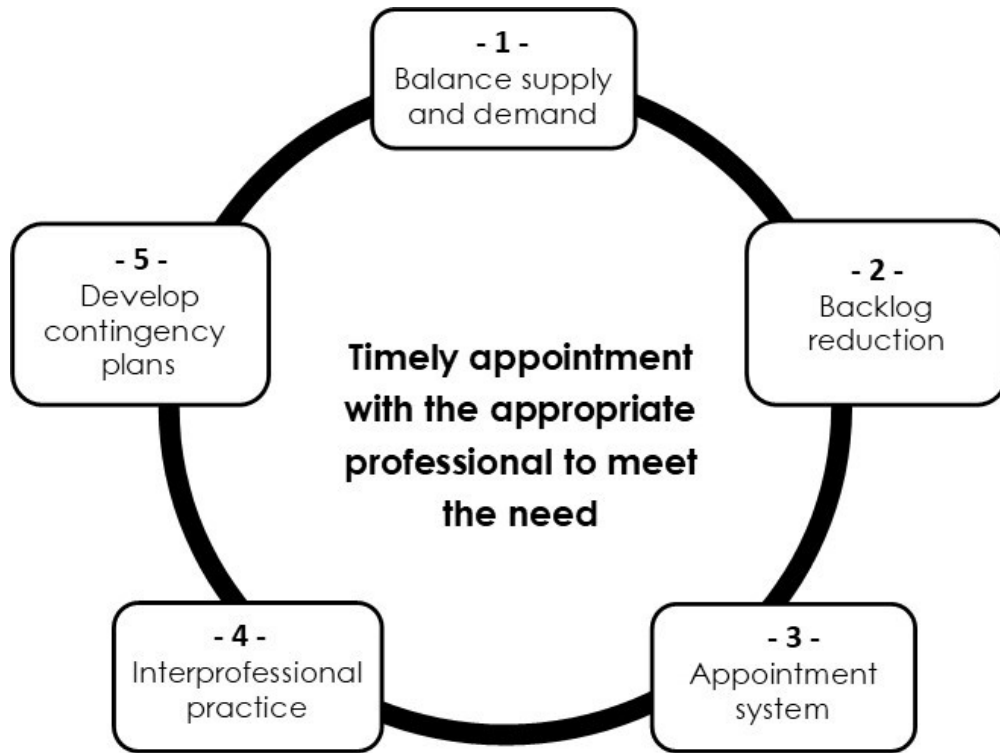 - 1 -
Balance supply
and demand
- 2 -
Backlog
reduction
- 3 -
Appointment
system
- 4 -
Interprofessional
practice
- 5 -
Develop
contingency
plans
Timely appointment
with the appropriate
professional to meet
the need